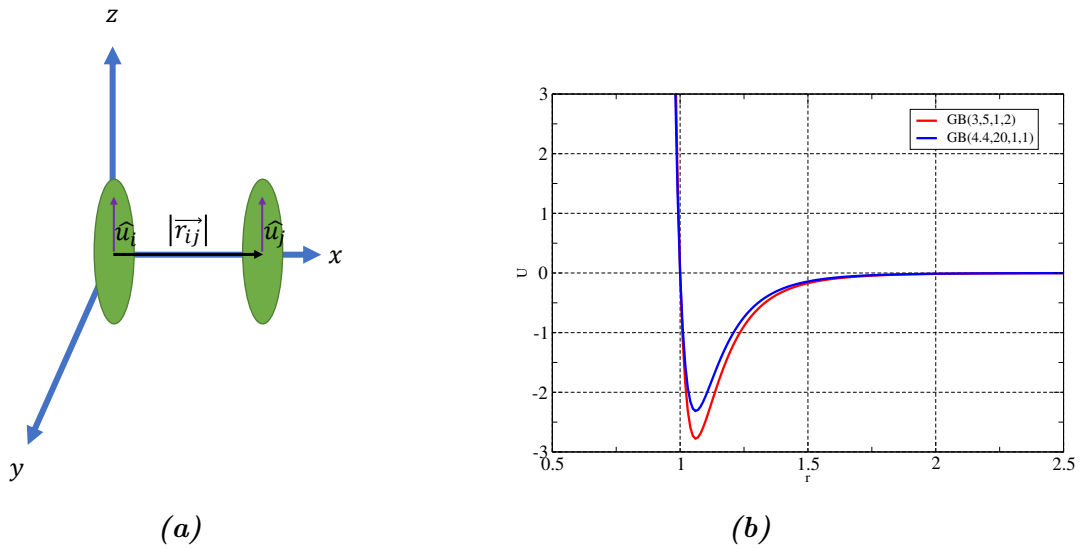 z
û_i
|r_ij⃗|
û_j
x
y
(a)
3
2
1
0
-1
-2
-3
U
0.5
1
1.5
2
2.5
r
GB(3,5,1,2)
GB(4.4,20,1,1)
(b)